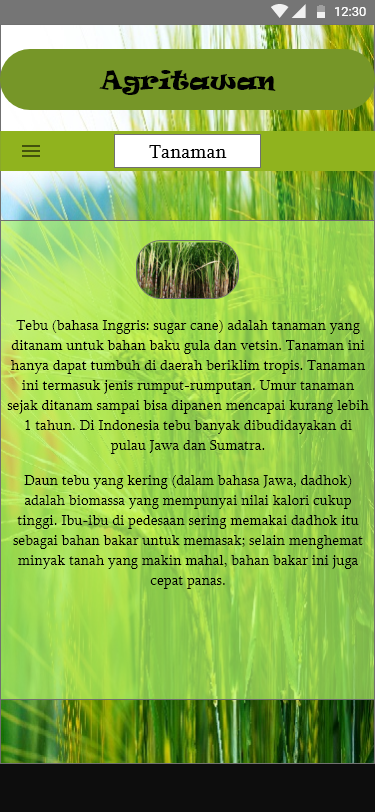 12:30
Agritawan
Tanaman
Tebu (bahasa Inggris: sugar cane) adalah tanaman yang
ditanam untuk bahan baku gula dan vetsin. Tanaman ini
hanya dapat tumbuh di daerah beriklim tropis. Tanaman
ini termasuk jenis rumput-rumputan. Umur tanaman
sejak ditanam sampai bisa dipanen mencapai kurang lebih
1 tahun. Di Indonesia tebu banyak dibudidayakan di
pulau Jawa dan Sumatra.
Daun tebu yang kering (dalam bahasa Jawa, dadhok)
adalah biomassa yang mempunyai nilai kalori cukup
tinggi. Ibu-ibu di pedesaan sering memakai dadhok itu
sebagai bahan bakar untuk memasak; selain menghemat
minyak tanah yang makin mahal, bahan bakar ini juga
cepat panas.